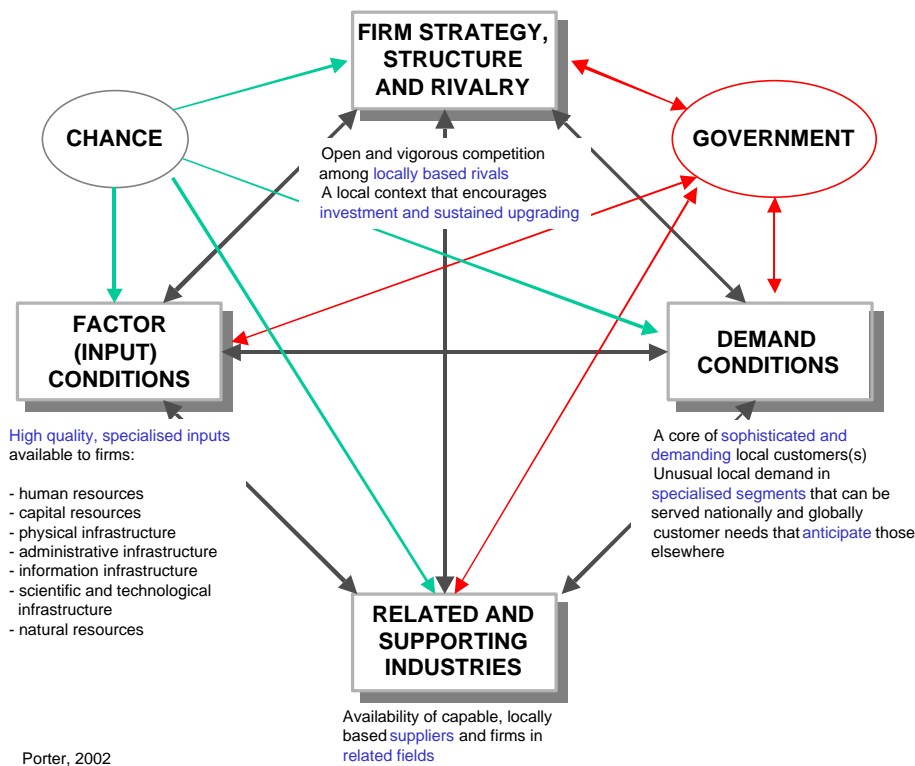 FIRM STRATEGY,
STRUCTURE
AND RIVALRY
CHANCE
GOVERNMENT
Open and vigorous competition
among locally based rivals
A local context that encourages
investment and sustained upgrading
FACTOR
(INPUT)
CONDITIONS
DEMAND
CONDITIONS
High quality, specialised inputs
available to firms:
- human resources
- capital resources
- physical infrastructure
- administrative infrastructure
- information infrastructure
- scientific and technological
infrastructure
- natural resources
A core of sophisticated and
demanding local customers(s)
Unusual local demand in
specialised segments that can be
served nationally and globally
customer needs that anticipate those
elsewhere
RELATED AND
SUPPORTING
INDUSTRIES
Availability of capable, locally
based suppliers and firms in
related fields
Porter, 2002